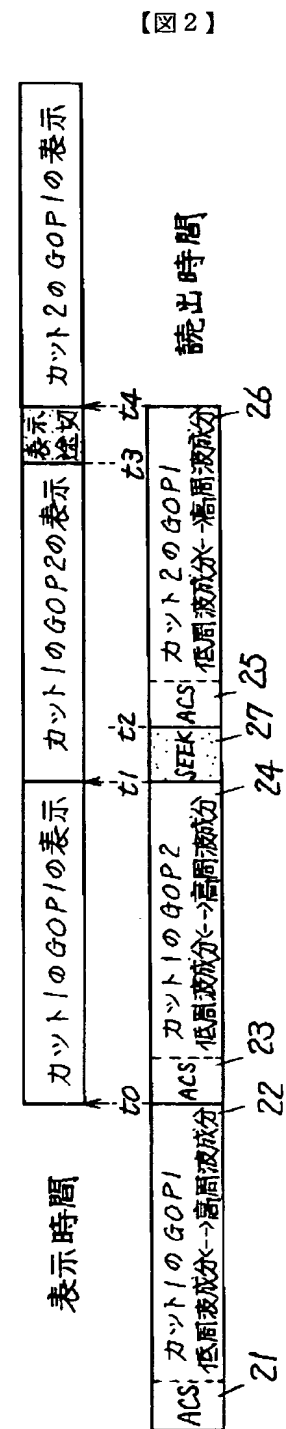 【図2】
表示時間
カット1のGOP1の表示
カット1のGOP2の表示
表示
途切
カット2のGOP1の表示
t0
t1
t2
t3
t4
ACS
カット1のGOP1
低周波成分<-->高周波成分
ACS
カット1のGOP2
低周波成分<-->高周波成分
SEEK
ACS
カット2のGOP1
低周波成分<-->高周波成分
読出時間
21
22
23
24
27
25
26